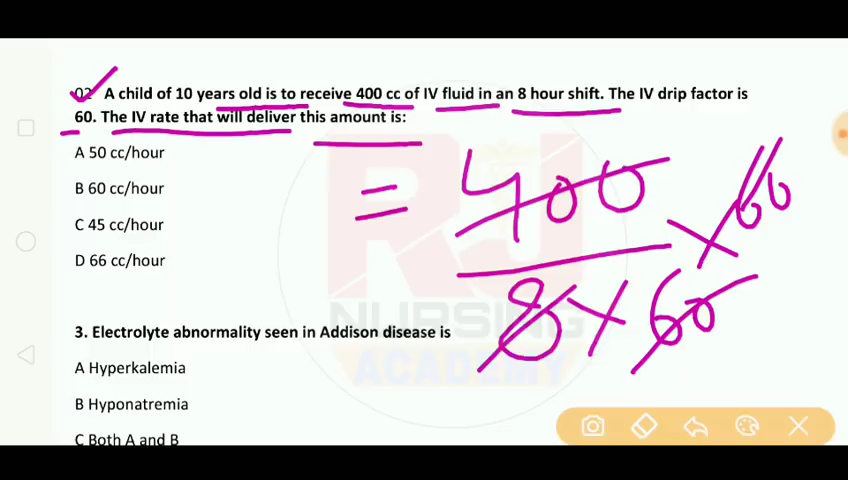 02 A child of 10 years old is to receive 400 cc of IV fluid in an 8 hour shift. The IV drip factor is
60. The IV rate that will deliver this amount is:
A 50 cc/hour
B 60 cc/hour
C 45 cc/hour
D 66 cc/hour
= 400
× 60
8 × 60
RJ
NURSING
ACADEMY
3. Electrolyte abnormality seen in Addison disease is
A Hyperkalemia
B Hyponatremia
C Both A and B